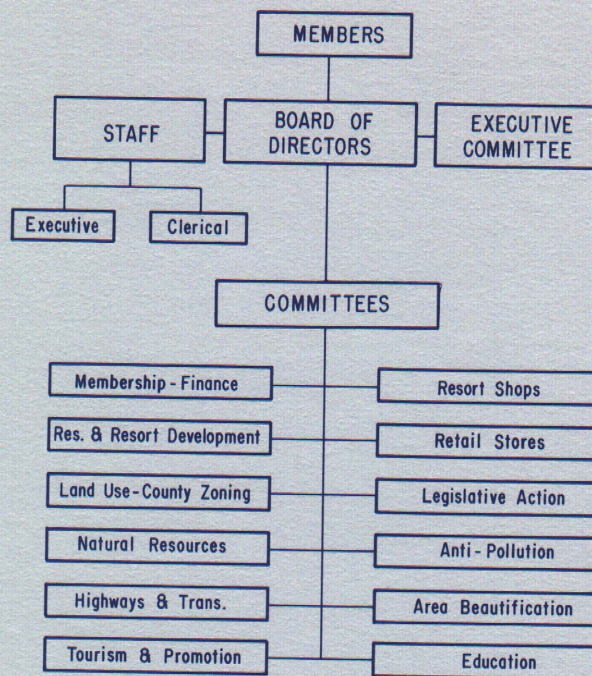 MEMBERS
STAFF
BOARD OF
DIRECTORS
EXECUTIVE
COMMITTEE
Executive
Clerical
COMMITTEES
Membership - Finance
Resort Shops
Res. & Resort Development
Retail Stores
Land Use - County Zoning
Legislative Action
Natural Resources
Anti - Pollution
Highways & Trans.
Area Beautification
Tourism & Promotion
Education